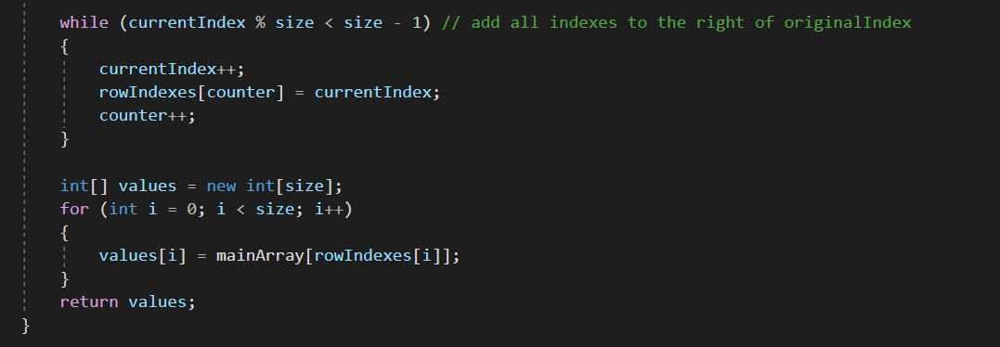 while (currentIndex % size < size - 1) // add all indexes to the right of originalIndex
{
currentIndex++;
rowIndexes[counter] = currentIndex;
counter++;
}
int[] values = new int[size];
for (int i = 0; i < size; i++)
{
values[i] = mainArray[rowIndexes[i]];
}
return values;
}